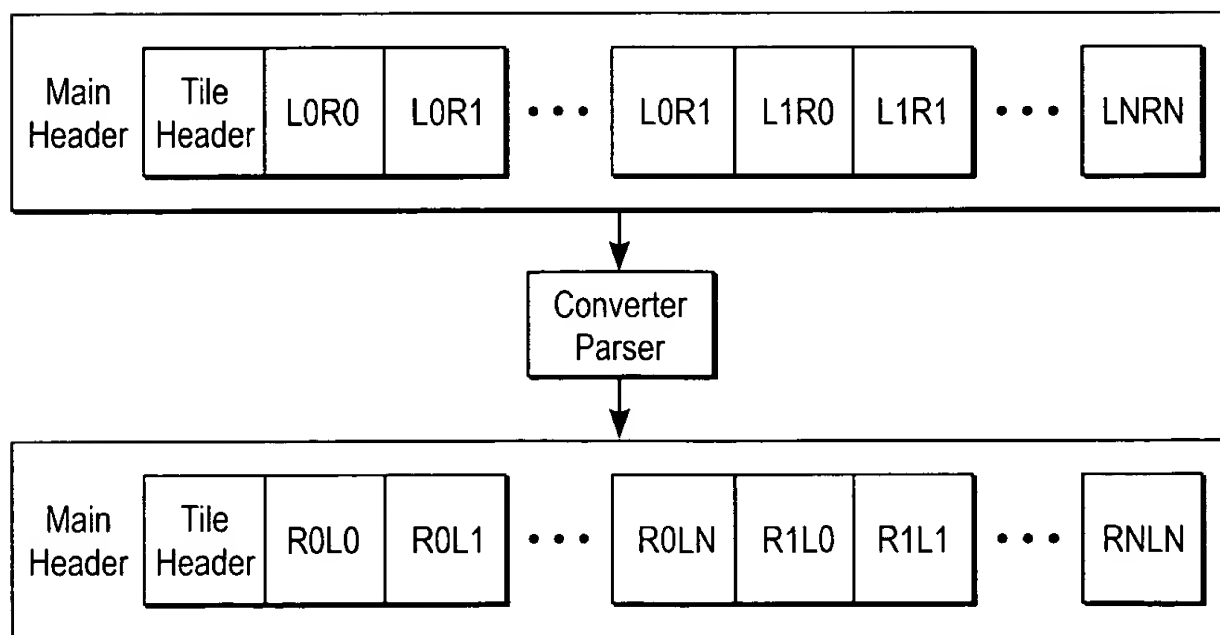 Main Header
Tile Header
L0R0
L0R1
• • •
L0R1
L1R0
L1R1
• • •
LNRN
Converter
Parser
Main Header
Tile Header
R0L0
R0L1
• • •
R0LN
R1L0
R1L1
• • •
RNLN